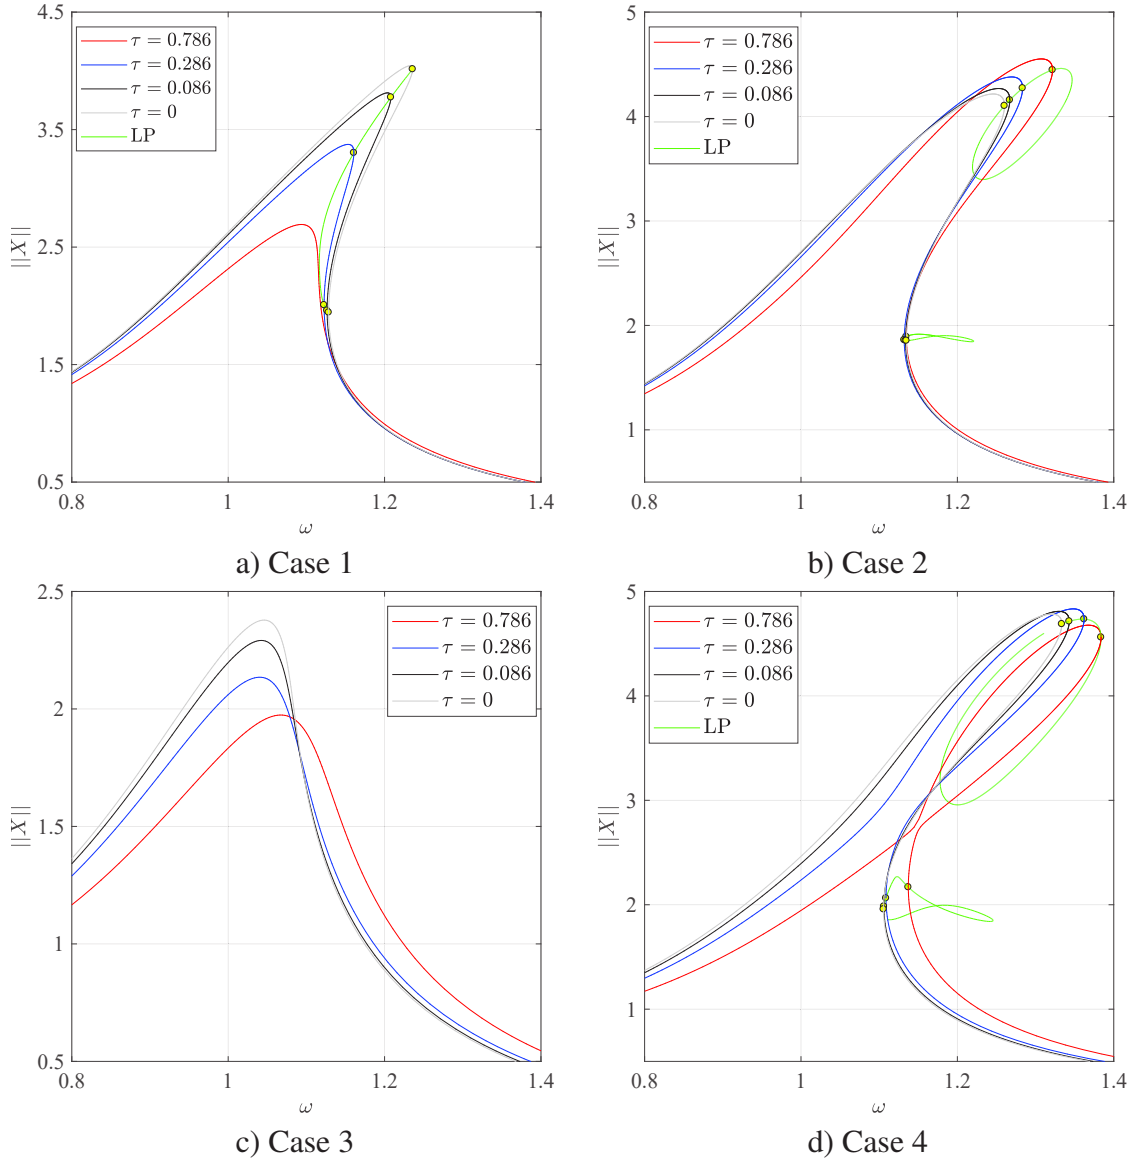 4.5
3.5
2.5
1.5
0.5
||X||
τ = 0.786
τ = 0.286
τ = 0.086
τ = 0
LP
0.8 1 1.2 1.4
ω
a) Case 1
5
4
3
2
1
||X||
τ = 0.786
τ = 0.286
τ = 0.086
τ = 0
LP
0.8 1 1.2 1.4
ω
b) Case 2
2.5
2
1.5
1
0.5
||X||
τ = 0.786
τ = 0.286
τ = 0.086
τ = 0
0.8 1 1.2 1.4
ω
c) Case 3
5
4
3
2
1
||X||
τ = 0.786
τ = 0.286
τ = 0.086
τ = 0
LP
0.8 1 1.2 1.4
ω
d) Case 4